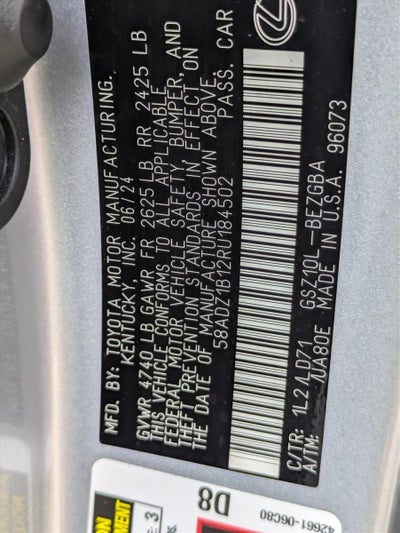 MFD. BY: TOYOTA MOTOR MANUFACTURING,
KENTUCKY, INC. 06/24
GVWR 4740 LB GAWR FR 2625 LB RR 2425 LB
THIS VEHICLE CONFORMS TO ALL APPLICABLE
FEDERAL MOTOR VEHICLE SAFETY, BUMPER, AND
THEFT PREVENTION STANDARDS IN EFFECT ON
THE DATE OF MANUFACTURE SHOWN ABOVE.
58ADZ1B12RU184502 PASS. CAR
C/TR: 1L2/LD71 GSZ10L-BEZGBA
A/TM: /UA80E MADE IN U.S.A. 96073
D8
42661-06C80